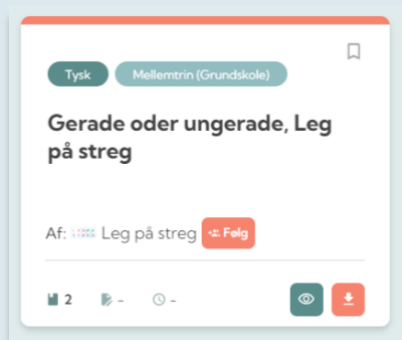 Tysk Mellemtrin (Grundskole)
Gerade oder ungerade, Leg
på streg
Af: Leg på streg Følg
2 - -